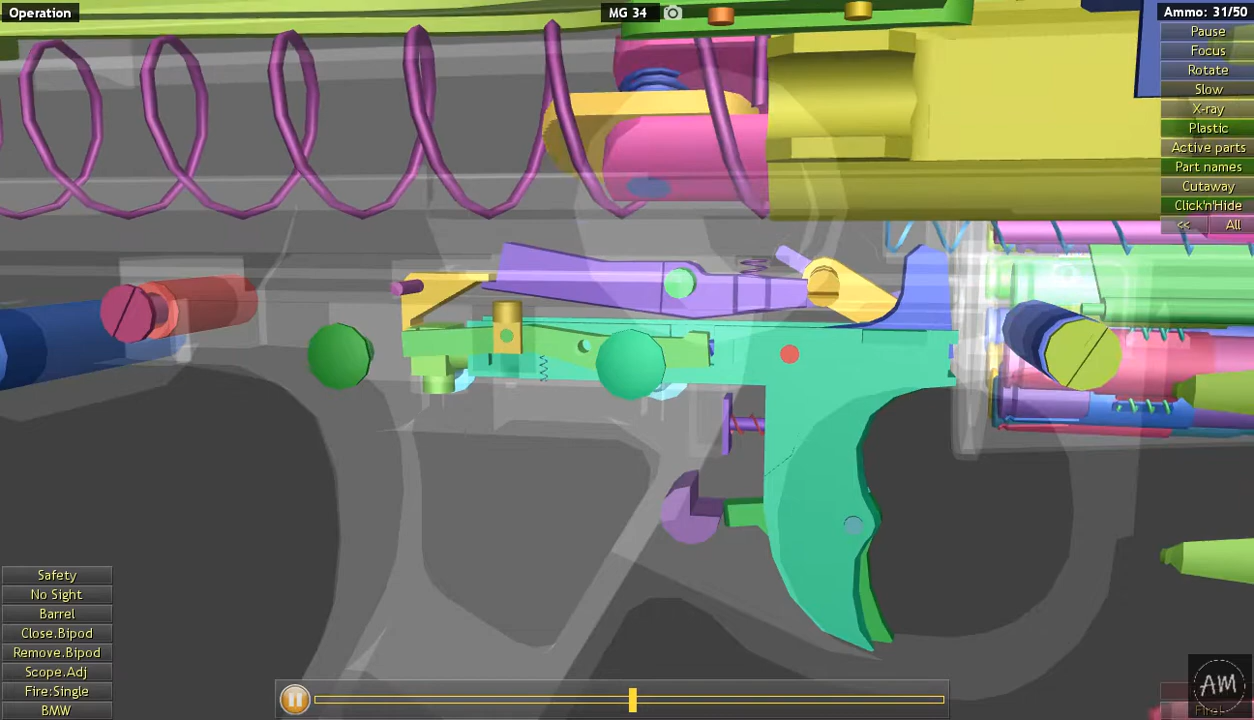 Operation
MG 34
Ammo: 31/50
Pause
Focus
Rotate
Slow
X-ray
Plastic
Active parts
Part names
Cutaway
Click'n'Hide
<< All
Safety
No Sight
Barrel
Close.Bipod
Remove.Bipod
Scope.Adj
Fire:Single
BMW
AM